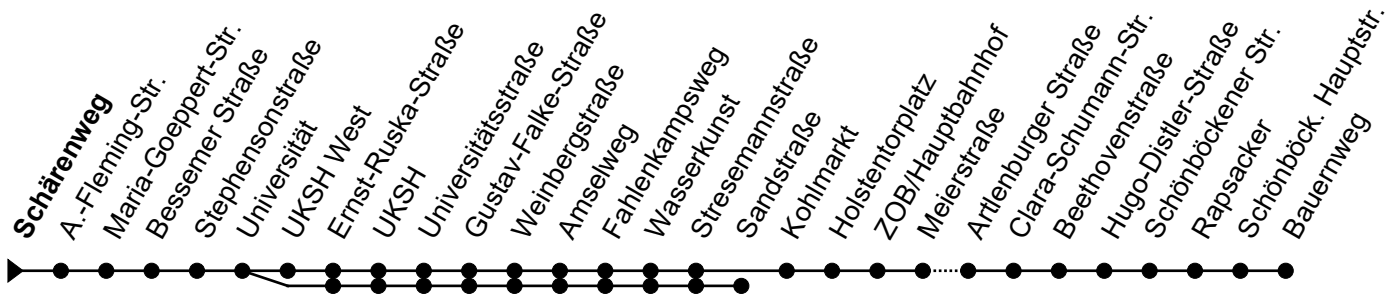 Schärenweg
A.-Fleming-Str.
Maria-Goeppert-Str.
Bessemer Straße
Stephensonstraße
Universität
UKSH West
Ernst-Ruska-Straße
UKSH
Universitätsstraße
Gustav-Falke-Straße
Weinbergstraße
Amselweg
Fahlenkampsweg
Wasserkunst
Stresemannstraße
Sandstraße
Kohlmarkt
Holstentorplatz
ZOB/Hauptbahnhof
Meierstraße
Artlenburger Straße
Clara-Schumann-Str.
Beethovenstraße
Hugo-Distler-Straße
Schönböckener Str.
Rapsacker
Schönböck. Hauptstr.
Bauernweg